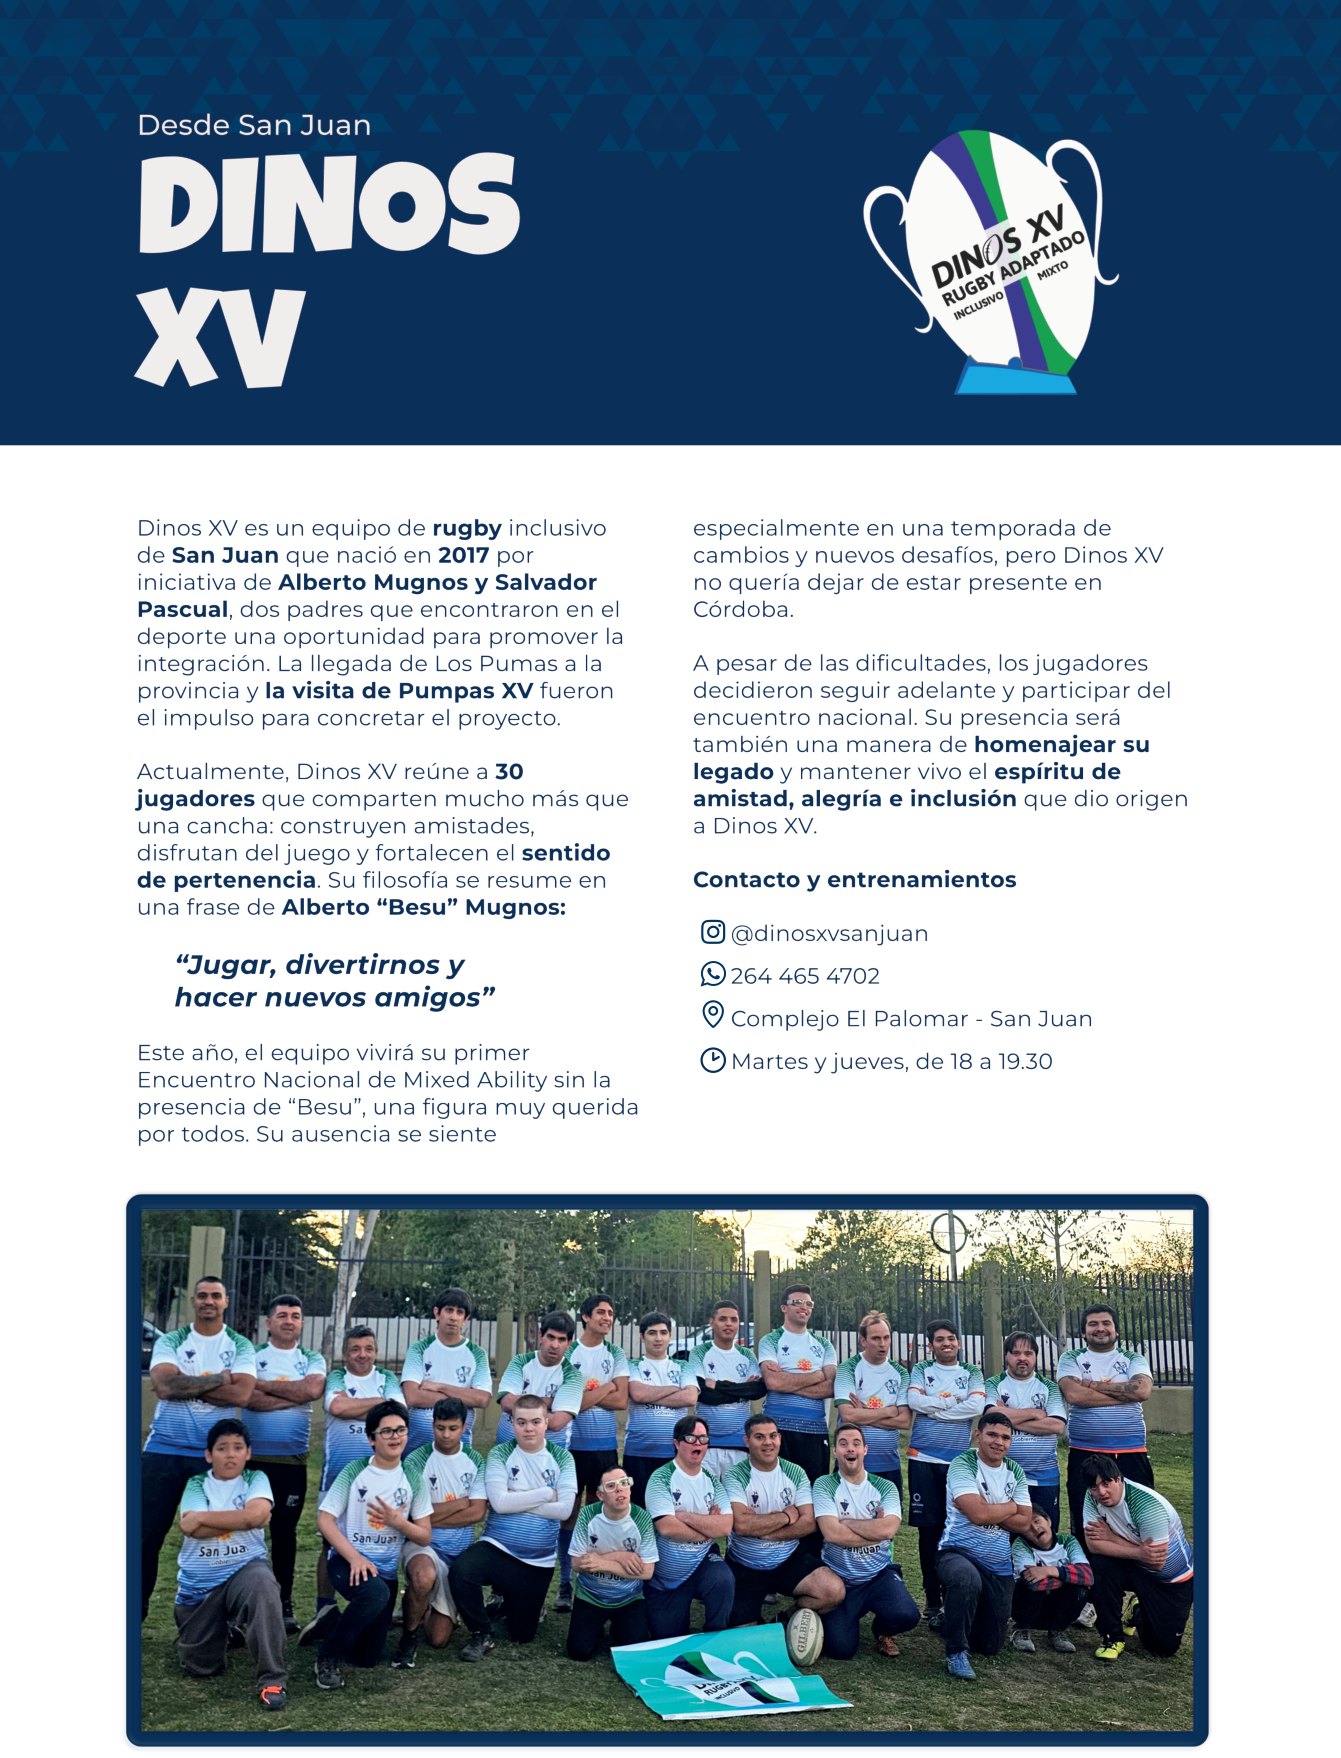 Desde San Juan
DINOS
XV
DINOS XV
RUGBY ADAPTADO
INCLUSIVO MIXTO
Dinos XV es un equipo de rugby inclusivo
de San Juan que nació en 2017 por
iniciativa de Alberto Mugnos y Salvador
Pascual, dos padres que encontraron en el
deporte una oportunidad para promover la
integración. La llegada de Los Pumas a la
provincia y la visita de Pumpas XV fueron
el impulso para concretar el proyecto.
Actualmente, Dinos XV reúne a 30
jugadores que comparten mucho más que
una cancha: construyen amistades,
disfrutan del juego y fortalecen el sentido
de pertenencia. Su filosofía se resume en
una frase de Alberto “Besu” Mugnos:
“Jugar, divertirnos y
hacer nuevos amigos”
Este año, el equipo vivirá su primer
Encuentro Nacional de Mixed Ability sin la
presencia de “Besu”, una figura muy querida
por todos. Su ausencia se siente
especialmente en una temporada de
cambios y nuevos desafíos, pero Dinos XV
no quería dejar de estar presente en
Córdoba.
A pesar de las dificultades, los jugadores
decidieron seguir adelante y participar del
encuentro nacional. Su presencia será
también una manera de homenajear su
legado y mantener vivo el espíritu de
amistad, alegría e inclusión que dio origen
a Dinos XV.
Contacto y entrenamientos
@dinosxvsanjuan
264 465 4702
Complejo El Palomar - San Juan
Martes y jueves, de 18 a 19.30
San Jua
San Juan
GILBERT
RUGBY
INCLUSIVO